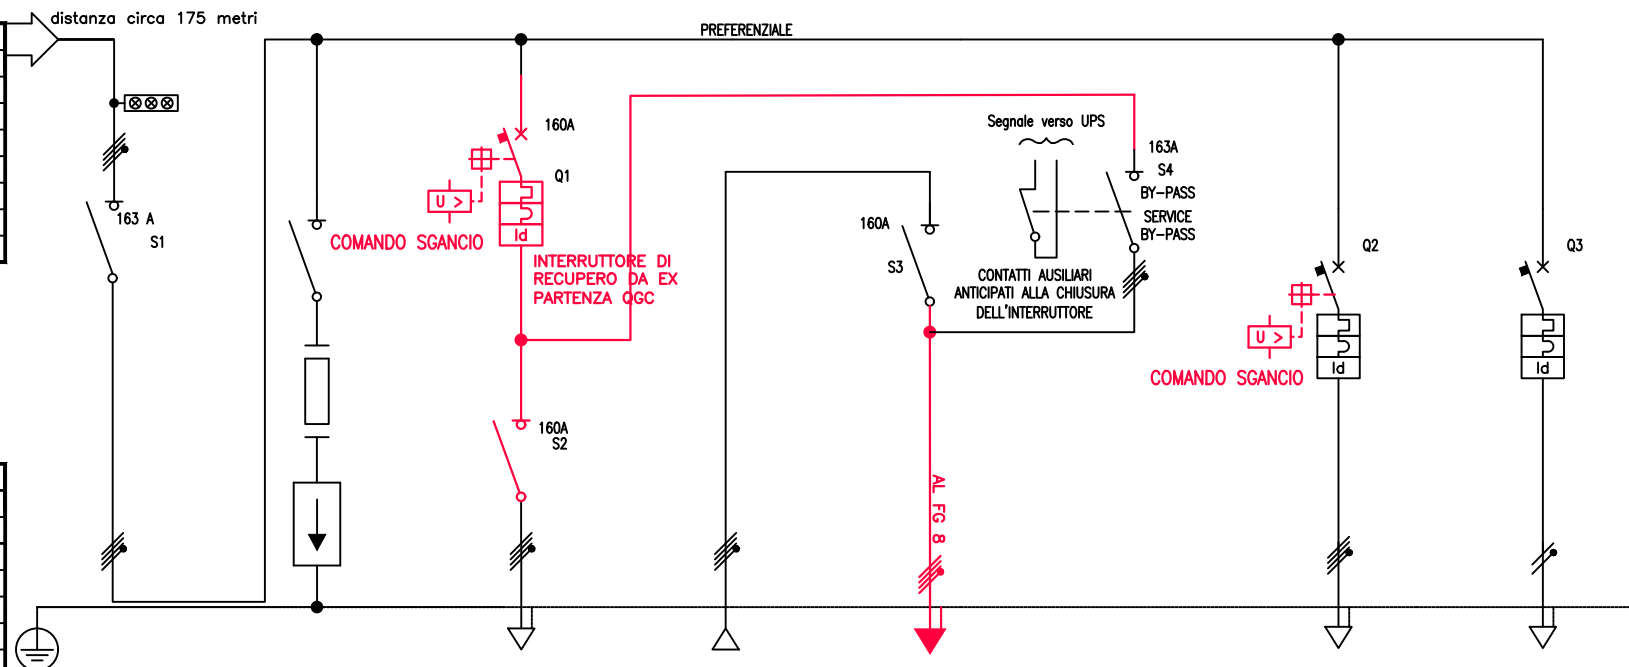 distanza circa 175 metri
PREFERENZIALE
163 A
S1
160A
Q1
U >
Id
COMANDO SGANCIO
INTERRUTTORE DI
RECUPERO DA EX
PARTENZA QGC
160A
S2
160A
S3
Segnale verso UPS
163A
S4
BY-PASS
SERVICE
BY-PASS
CONTATTI AUSILIARI
ANTICIPATI ALLA CHIUSURA
DELL'INTERRUTTORE
AL FG 8
Q2
U >
Id
COMANDO SGANCIO
Q3
Id